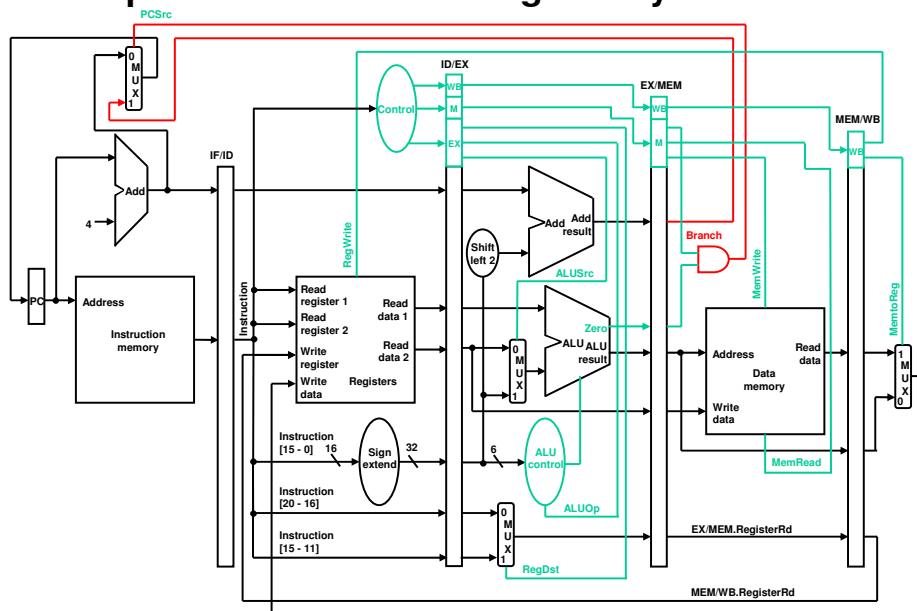 PCSrc
0
M
U
X
1
Add
4
PC
IF/ID
Address
Instruction
memory
Instruction
Control
RegWrite
ID/EX
WB
M
EX
EX/MEM
WB
M
MEM/WB
WB
Add
Add
result
Shift
left 2
ALUSrc
Branch
MemWrite
MemtoReg
Read
register 1
Read
register 2
Write
register
Write
data
Read
data 1
Read
data 2
Registers
0
M
U
X
1
Zero
ALU
ALU
result
Address
Write
data
Read
data
Data
memory
MemRead
1
M
U
X
0
Instruction
[15 - 0]
16
Sign
extend
32
6
ALU
control
ALUOp
Instruction
[20 - 16]
Instruction
[15 - 11]
0
M
U
X
1
RegDst
EX/MEM.RegisterRd
MEM/WB.RegisterRd